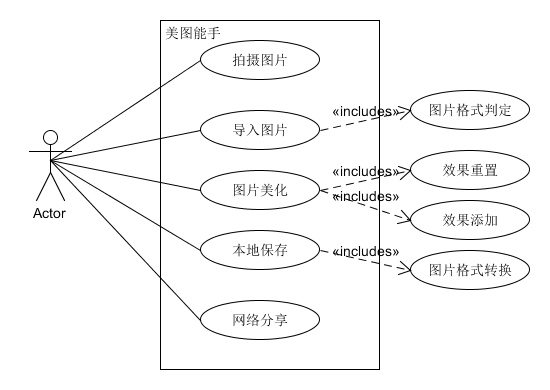 美图能手
拍摄图片
«includes»
图片格式判定
导入图片
«includes»
效果重置
图片美化
«includes»
Actor
效果添加
本地保存
«includes»
图片格式转换
网络分享